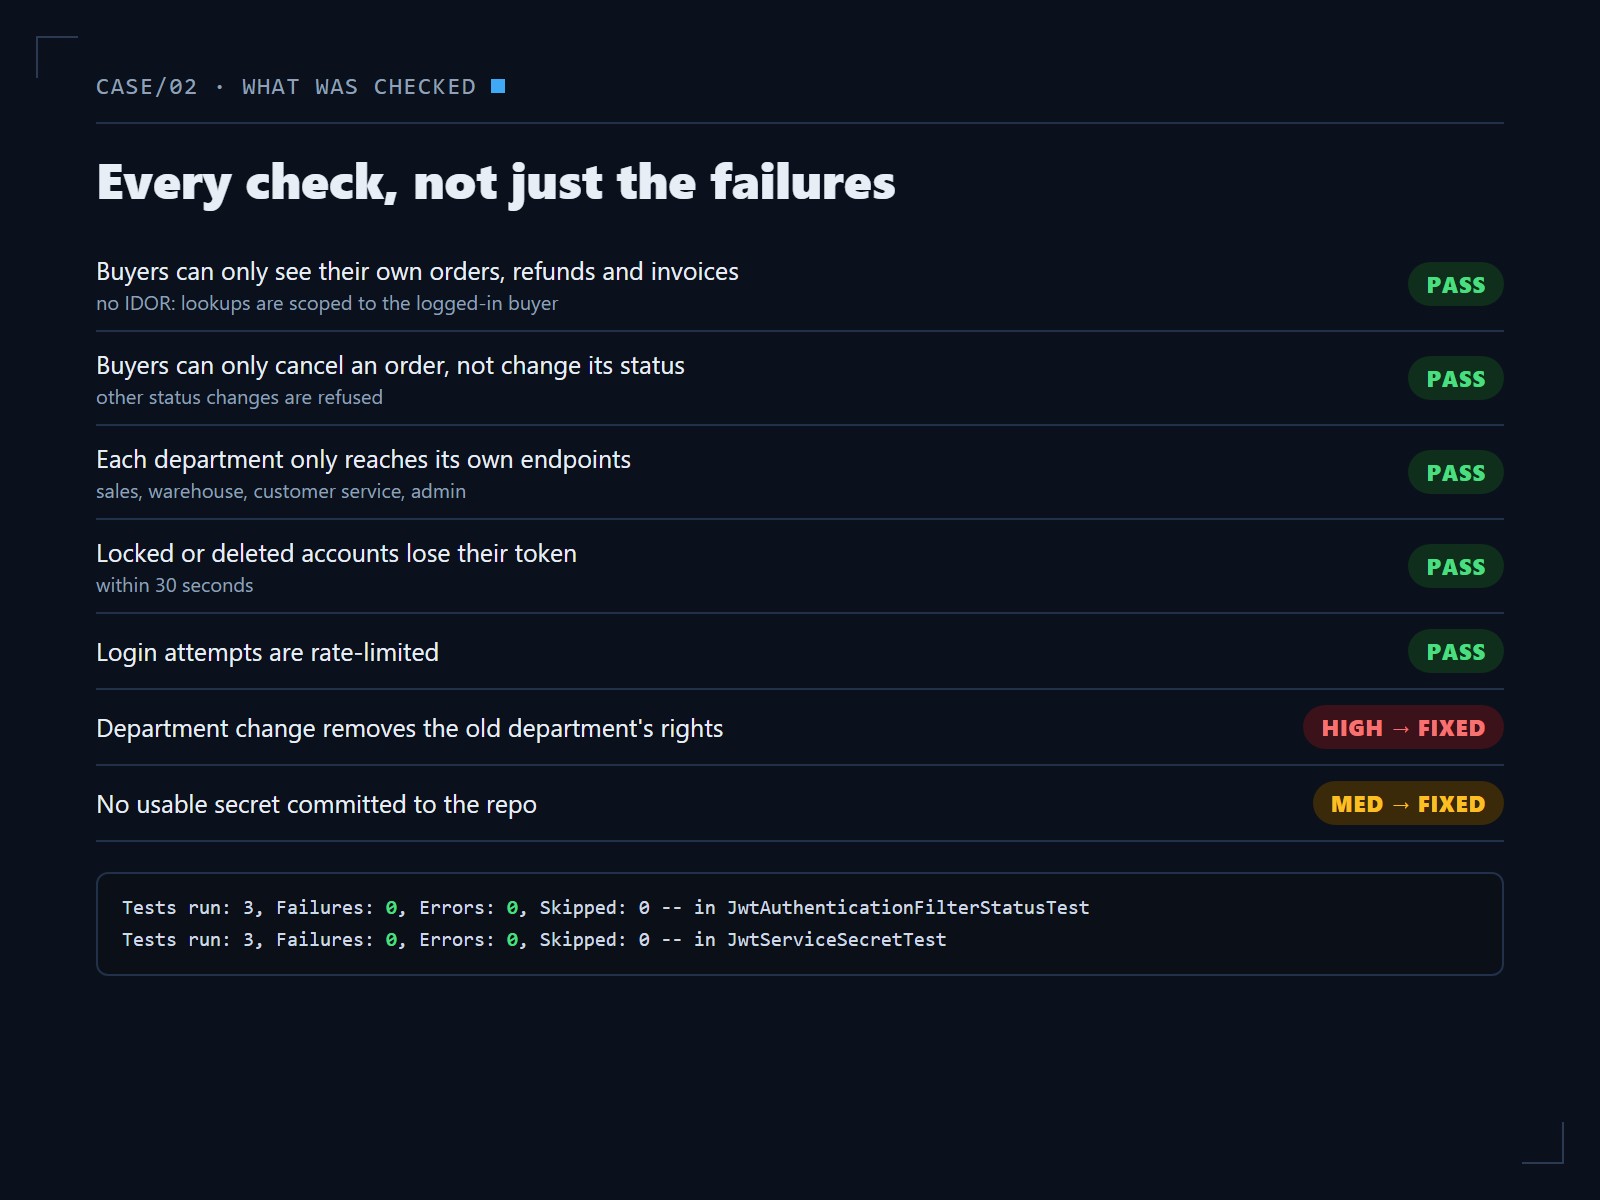 CASE/02 · WHAT WAS CHECKED
Every check, not just the failures
Buyers can only see their own orders, refunds and invoices
no IDOR: lookups are scoped to the logged-in buyer
PASS
Buyers can only cancel an order, not change its status
other status changes are refused
PASS
Each department only reaches its own endpoints
sales, warehouse, customer service, admin
PASS
Locked or deleted accounts lose their token
within 30 seconds
PASS
Login attempts are rate-limited
PASS
Department change removes the old department's rights
HIGH → FIXED
No usable secret committed to the repo
MED → FIXED
Tests run: 3, Failures: 0, Errors: 0, Skipped: 0 -- in JwtAuthenticationFilterStatusTest
Tests run: 3, Failures: 0, Errors: 0, Skipped: 0 -- in JwtServiceSecretTest